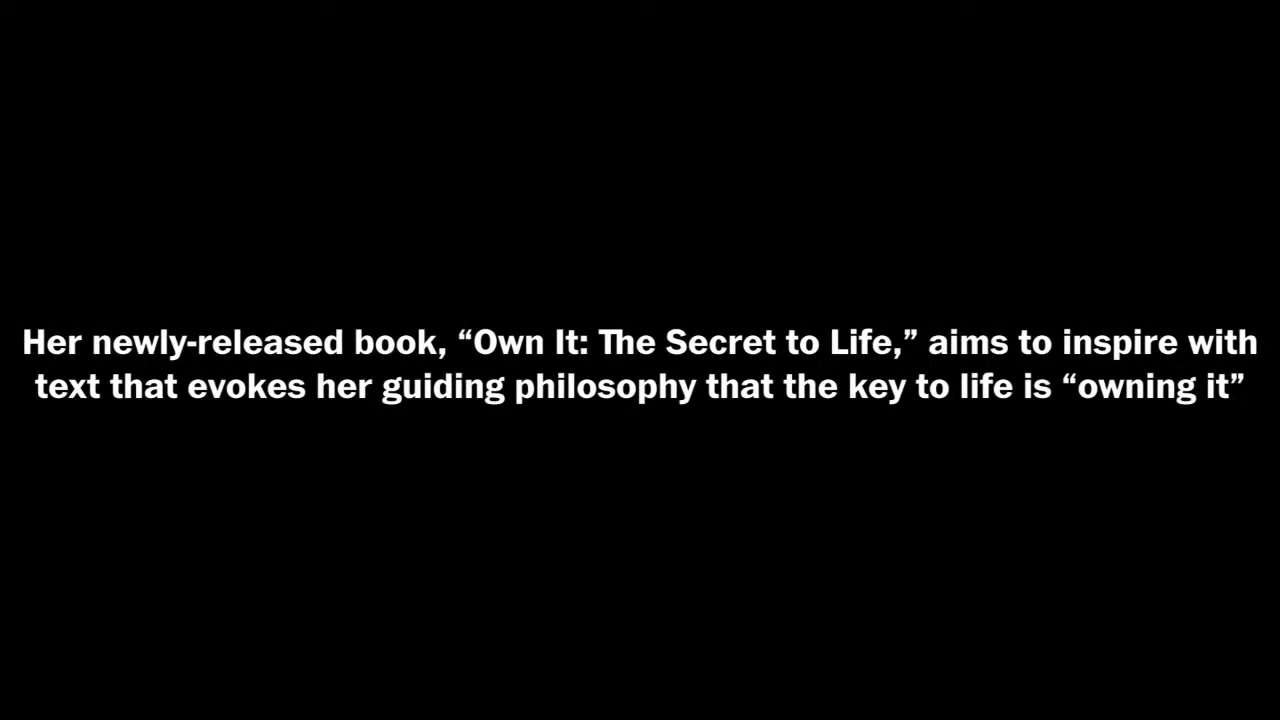 Her newly-released book, “Own It: The Secret to Life,” aims to inspire with
text that evokes her guiding philosophy that the key to life is “owning it”